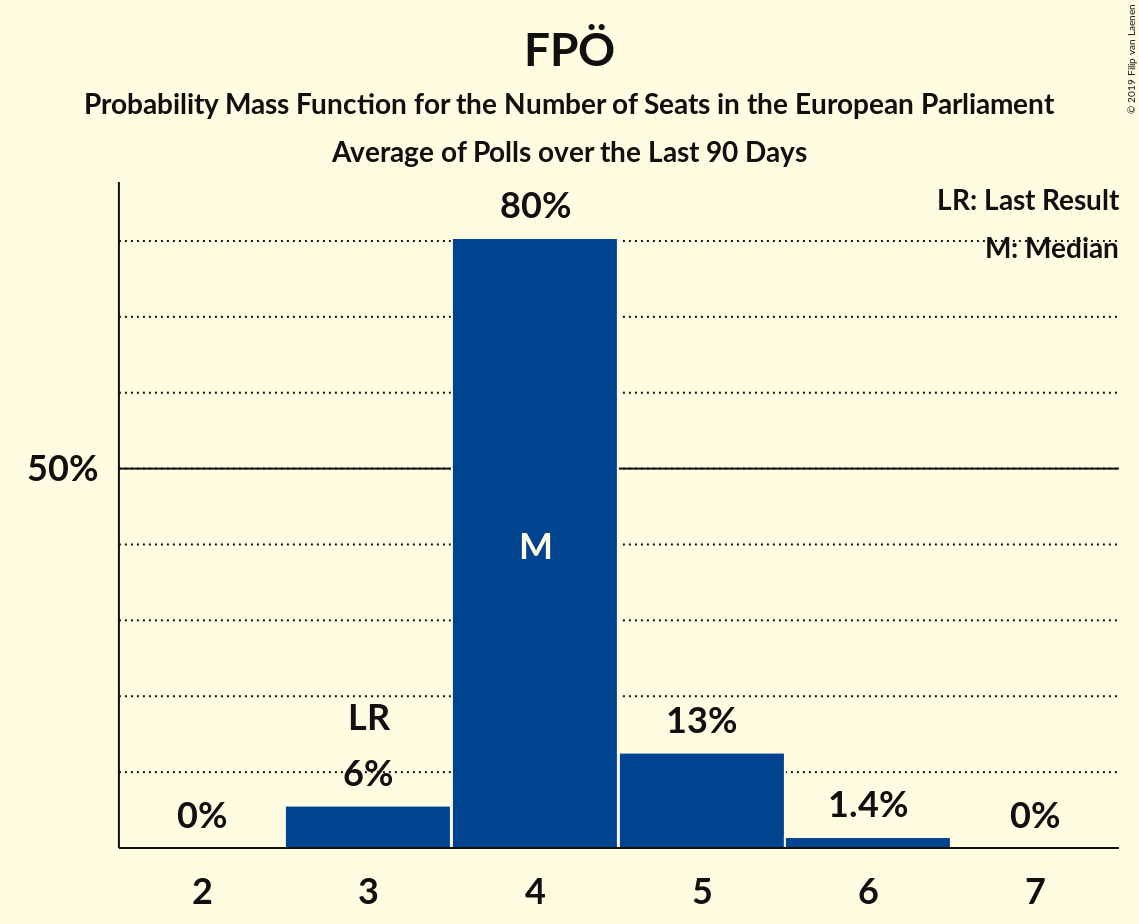 FPÖ
Probability Mass Function for the Number of Seats in the European Parliament
Average of Polls over the Last 90 Days
© 2019 Filip van Laenen
LR: Last Result
M: Median
80%
50%
M
LR
6%
13%
0%
1.4%
0%
2 3 4 5 6 7